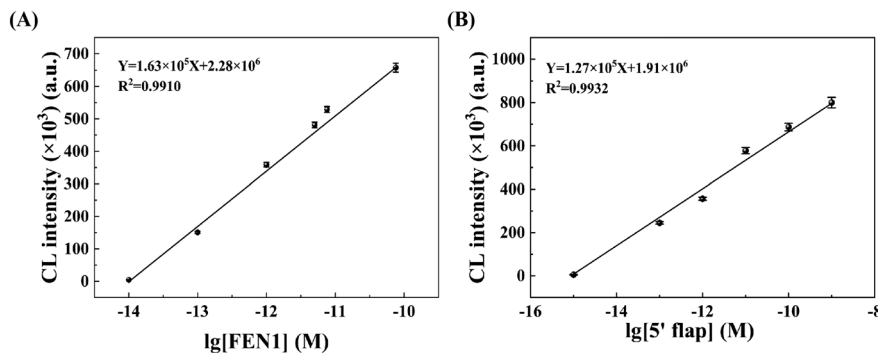 (A)
Y=1.63×10⁵X+2.28×10⁶
R²=0.9910
CL intensity (×10³) (a.u.)
700
600
500
400
300
200
100
0
-14 -13 -12 -11 -10
lg[FEN1] (M)
(B)
Y=1.27×10⁵X+1.91×10⁶
R²=0.9932
CL intensity (×10³) (a.u.)
1000
800
600
400
200
0
-16 -14 -12 -10 -8
lg[5' flap] (M)